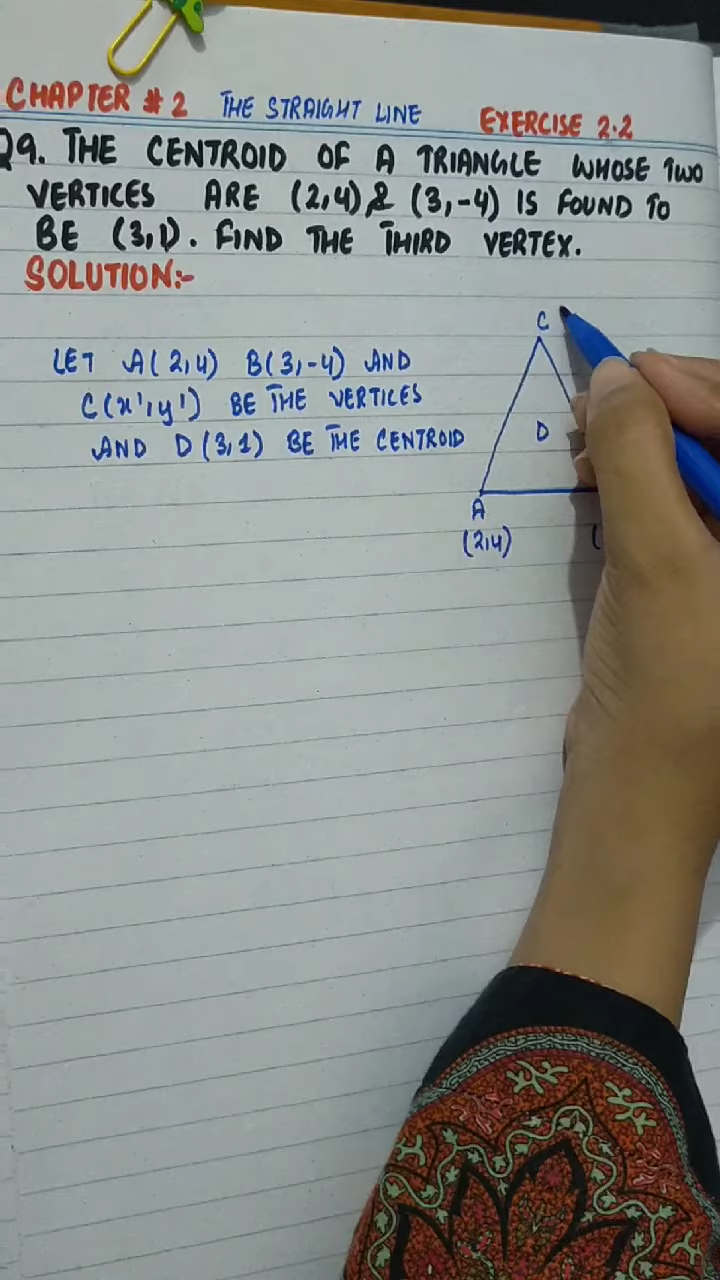 CHAPTER # 2 THE STRAIGHT LINE EXERCISE 2.2
Q9. THE CENTROID OF A TRIANGLE WHOSE TWO
VERTICES ARE (2,4) & (3,-4) IS FOUND TO
BE (3,1). FIND THE THIRD VERTEX.
SOLUTION:-
LET A(2,4) B(3,-4) AND
C(x',y') BE THE VERTICES
AND D(3,1) BE THE CENTROID
C
D
A
(2,4)
(